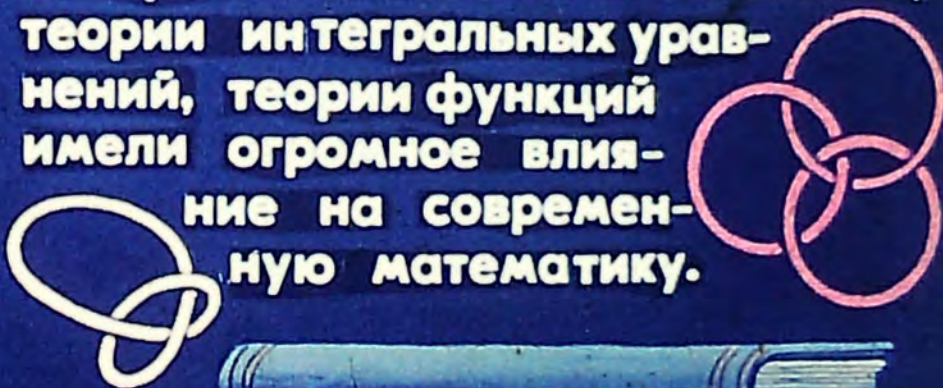 теории интегральных урав-
нений, теории функций
имели огромное влия-
ние на современ-
ную математику.